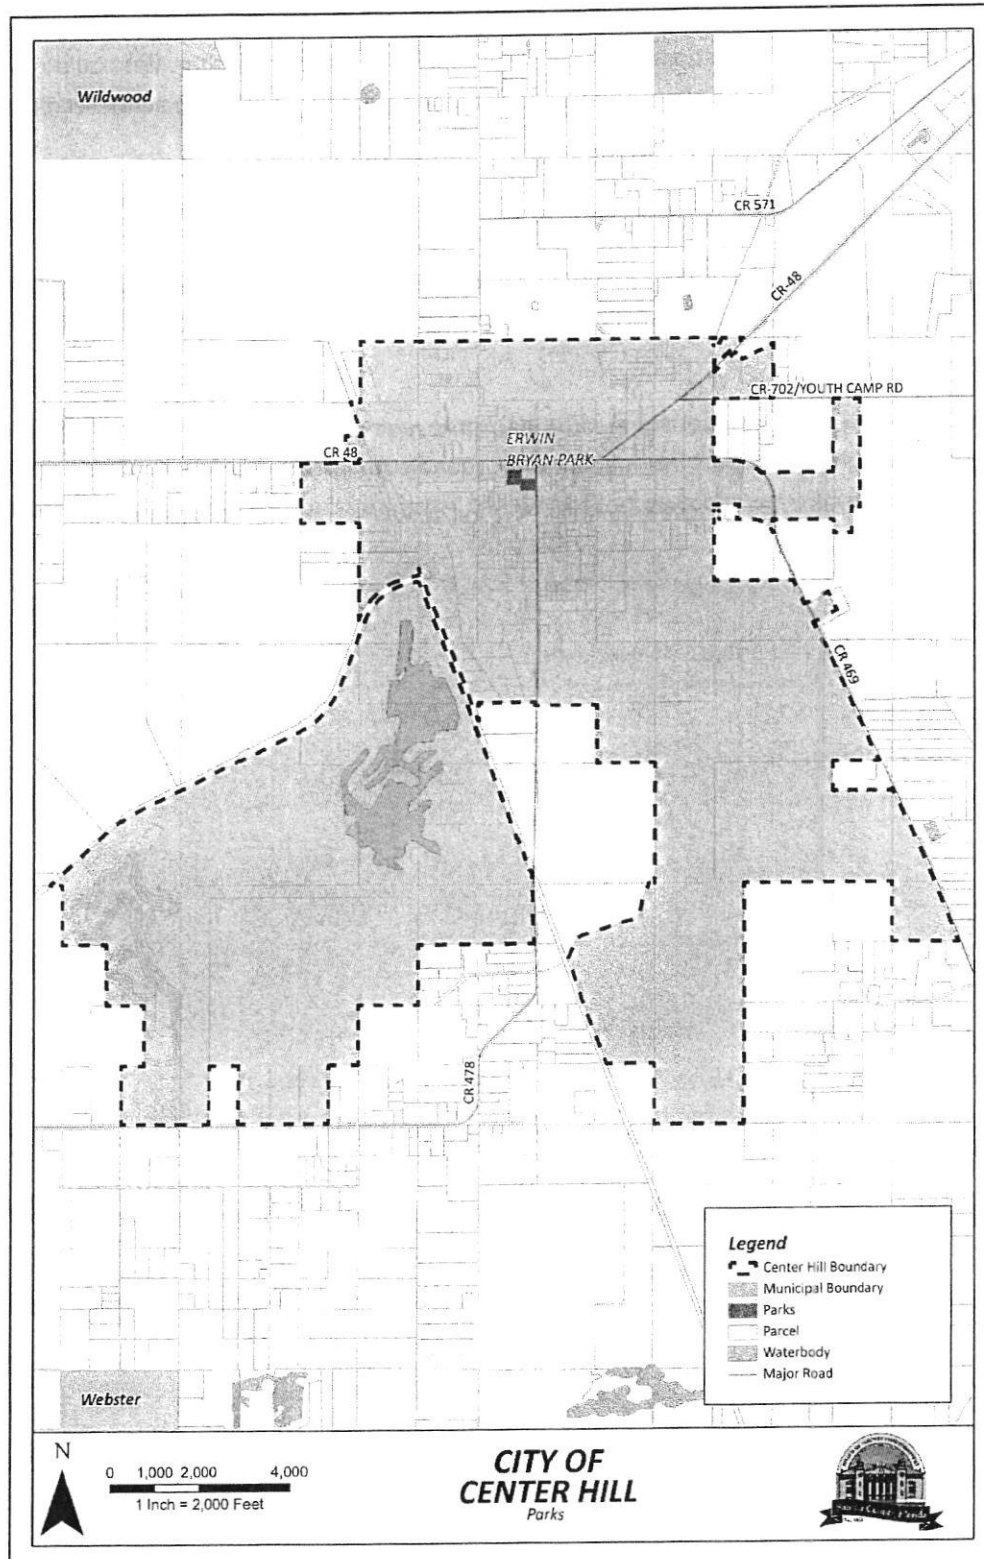 Wildwood
CR 571
CR-48
CR-702/YOUTH CAMP RD
ERWIN
BRYAN PARK
CR 48
CR 469
CR 478
Legend
Center Hill Boundary
Municipal Boundary
Parks
Parcel
Waterbody
Major Road
Webster
N
0 1,000 2,000 4,000
1 Inch = 2,000 Feet
CITY OF
CENTER HILL
Parks